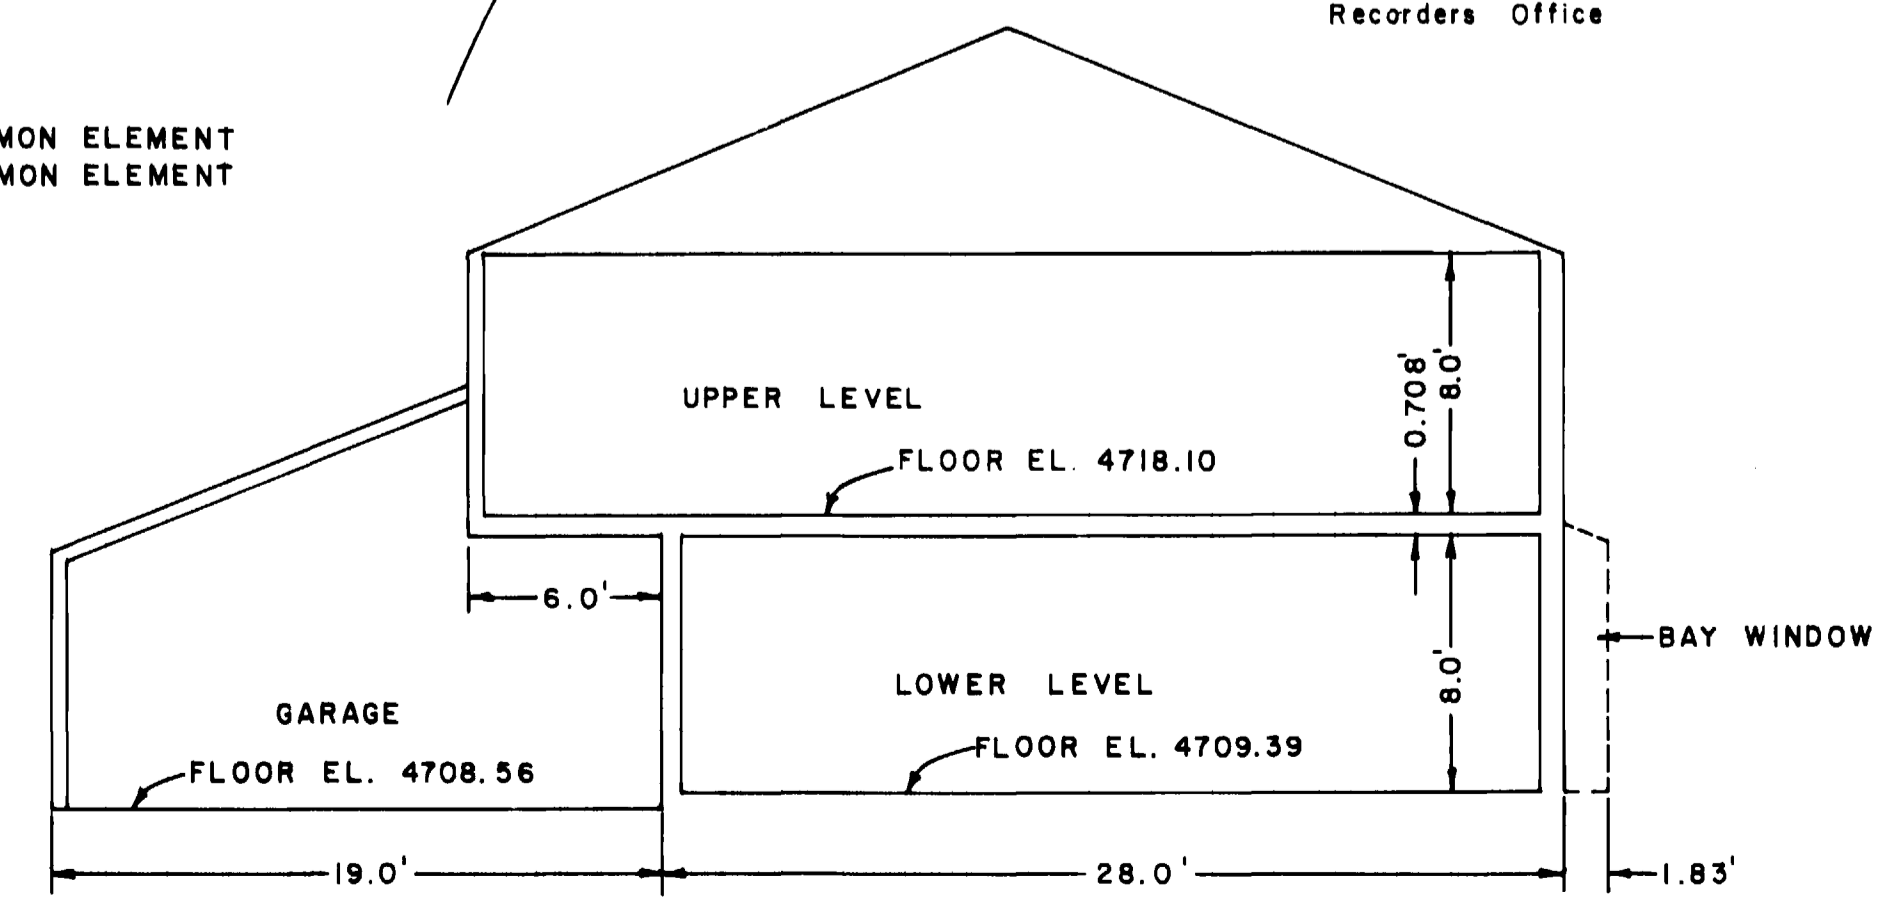 Recorders Office
MON ELEMENT
MON ELEMENT
UPPER LEVEL
0.708'
8.0'
FLOOR EL. 4718.10
6.0'
BAY WINDOW
LOWER LEVEL
8.0'
GARAGE
FLOOR EL. 4709.39
FLOOR EL. 4708.56
19.0'
28.0'
1.83'